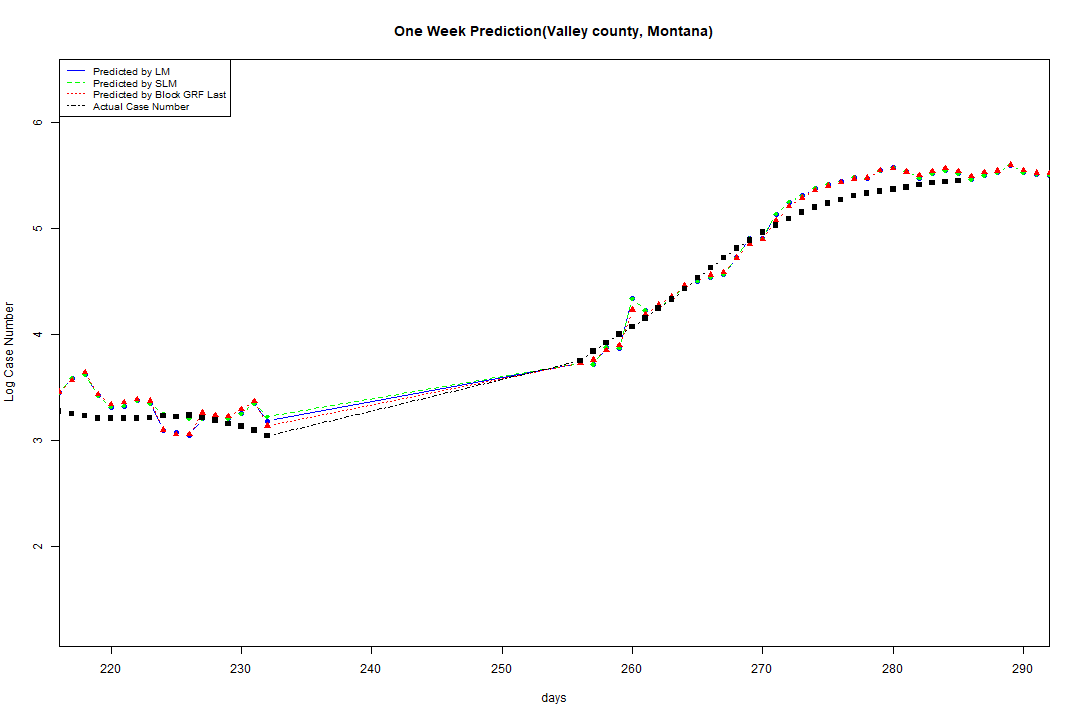 One Week Prediction(Valley county, Montana)
Predicted by LM
Predicted by SLM
Predicted by Block GRF Last
Actual Case Number
6
5
4
3
2
Log Case Number
220 230 240 250 260 270 280 290
days